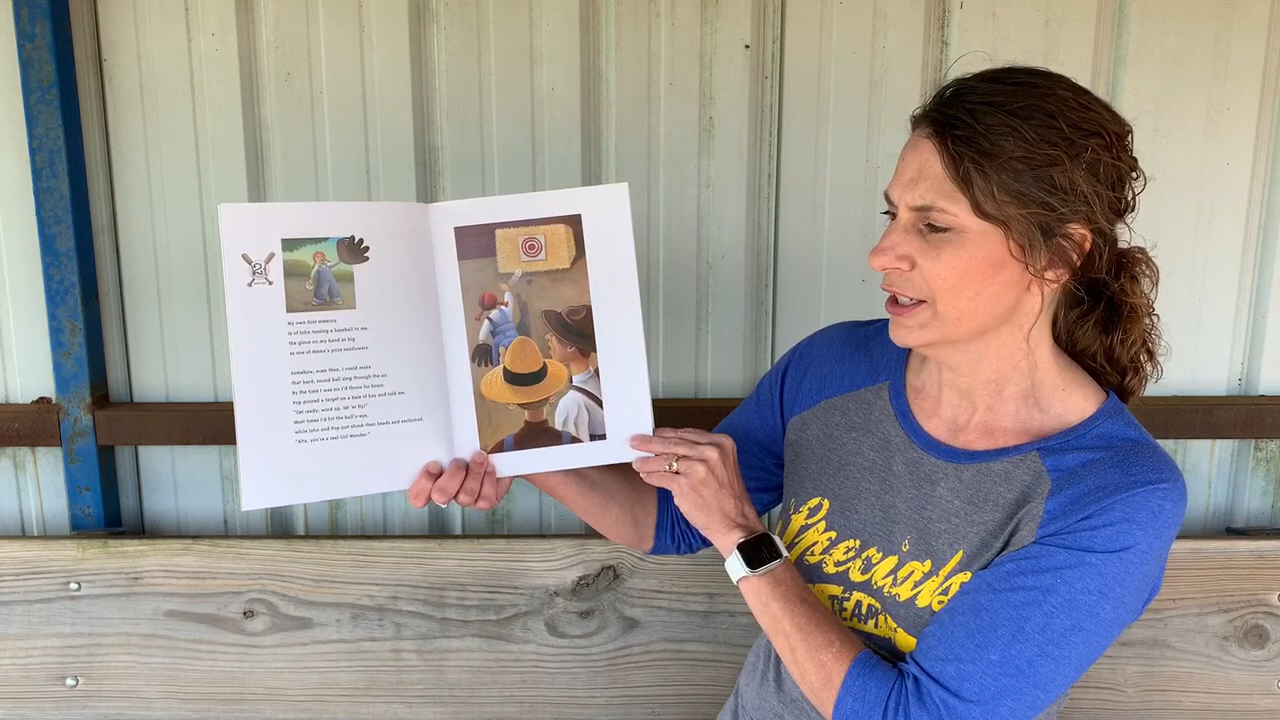 2
My own first memory
is of John tossing a baseball to me,
the glove on my hand as big
as one of Mama's prize sunflowers.
Somehow, even then, I could make
that hard, round ball sing through the air.
By the time I was six I'd throw for hours.
Pop pinned a target on a bale of hay and told me,
"Get ready, wind up, let 'er fly!"
Most times I'd hit the bull's-eye,
while John and Pop just shook their heads and exclaimed,
"Alta, you're a real Girl Wonder."
Specials
TEAM